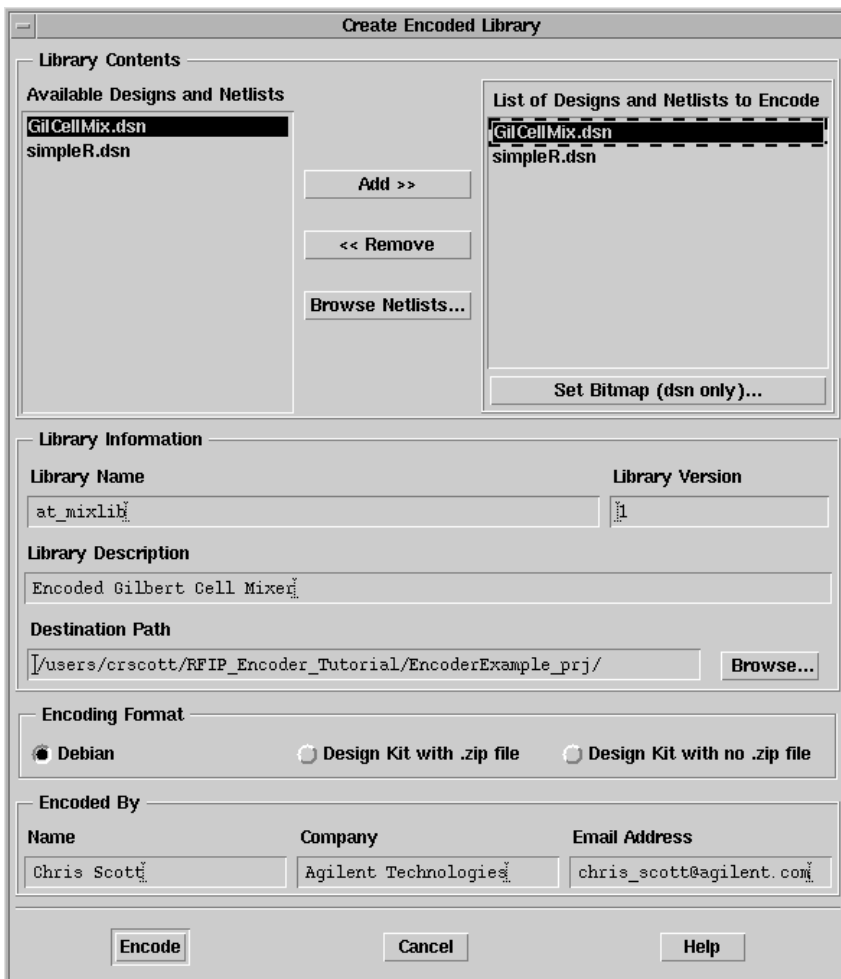 Create Encoded Library
Library Contents
Available Designs and Netlists
GilCellMix.dsn
simpleR.dsn
Add >>
<< Remove
Browse Netlists...
List of Designs and Netlists to Encode
GilCellMix.dsn
simpleR.dsn
Set Bitmap (dsn only)...
Library Information
Library Name
Library Version
at_mixlib
1
Library Description
Encoded Gilbert Cell Mixer
Destination Path
/users/crscott/RFIP_Encoder_Tutorial/EncoderExample_prj/
Browse...
Encoding Format
Debian
Design Kit with .zip file
Design Kit with no .zip file
Encoded By
Name
Company
Email Address
Chris Scott
Agilent Technologies
chris_scott@agilent.com
Encode
Cancel
Help